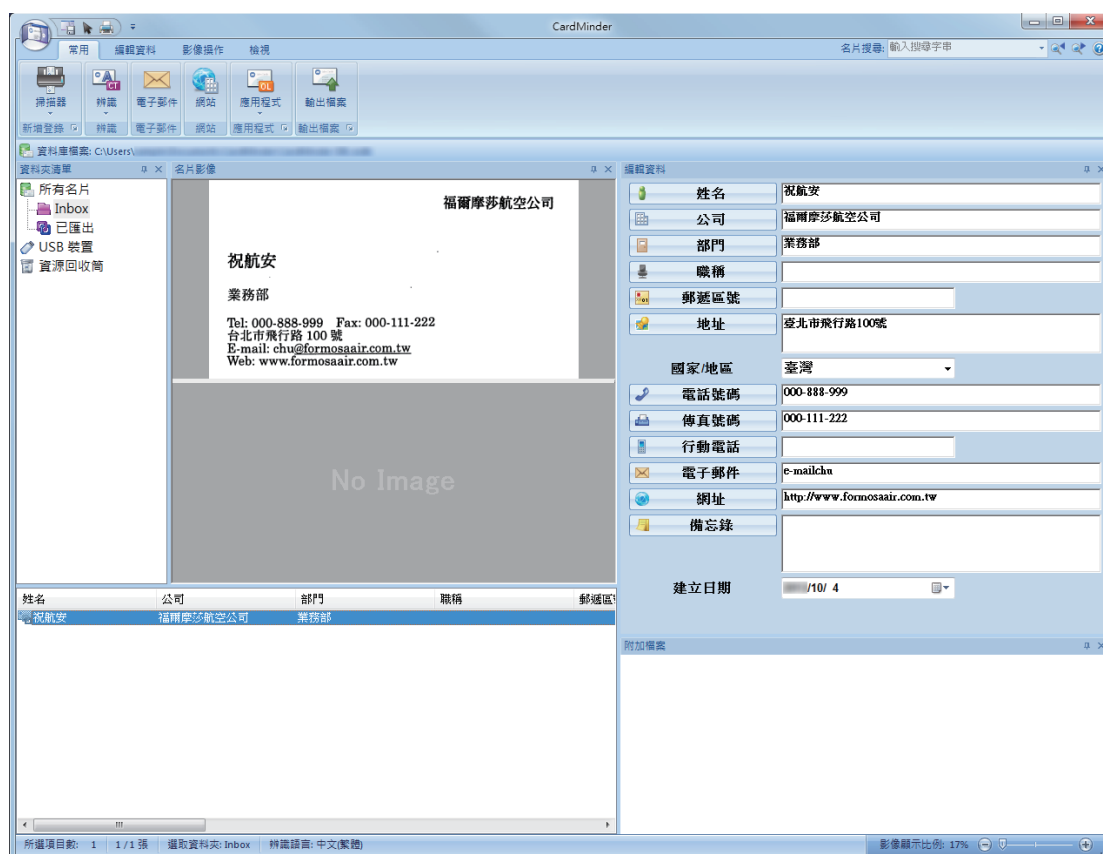 CardMinder
常用 編輯資料 影像操作 檢視 名片搜尋: 輸入搜尋字串
掃描器 辨識 電子郵件 網站 應用程式 輸出檔案
新增登錄 辨識 電子郵件 網站 應用程式 輸出檔案
資料庫檔案: C:\Users\
資料夾清單 名片影像 編輯資料
所有名片
Inbox
已匯出
USB 裝置
資源回收筒
福爾摩莎航空公司
祝航安
業務部
Tel: 000-888-999 Fax: 000-111-222
台北市飛行路 100 號
E-mail: chu@formosaair.com.tw
Web: www.formosaair.com.tw
No Image
姓名 祝航安
公司 福爾摩莎航空公司
部門 業務部
職稱
郵遞區號
地址 臺北市飛行路100號
國家/地區 臺灣
電話號碼 000-888-999
傳真號碼 000-111-222
行動電話
電子郵件 e-mailchu
網址 http://www.formosaair.com.tw
備忘錄
建立日期 /10/ 4
姓名 公司 部門 職稱 郵遞區
祝航安 福爾摩莎航空公司 業務部
附加檔案
所選項目數: 1 1/1 張 選取資料夾: Inbox 辨識語言: 中文(繁體) 影像顯示比例: 17%